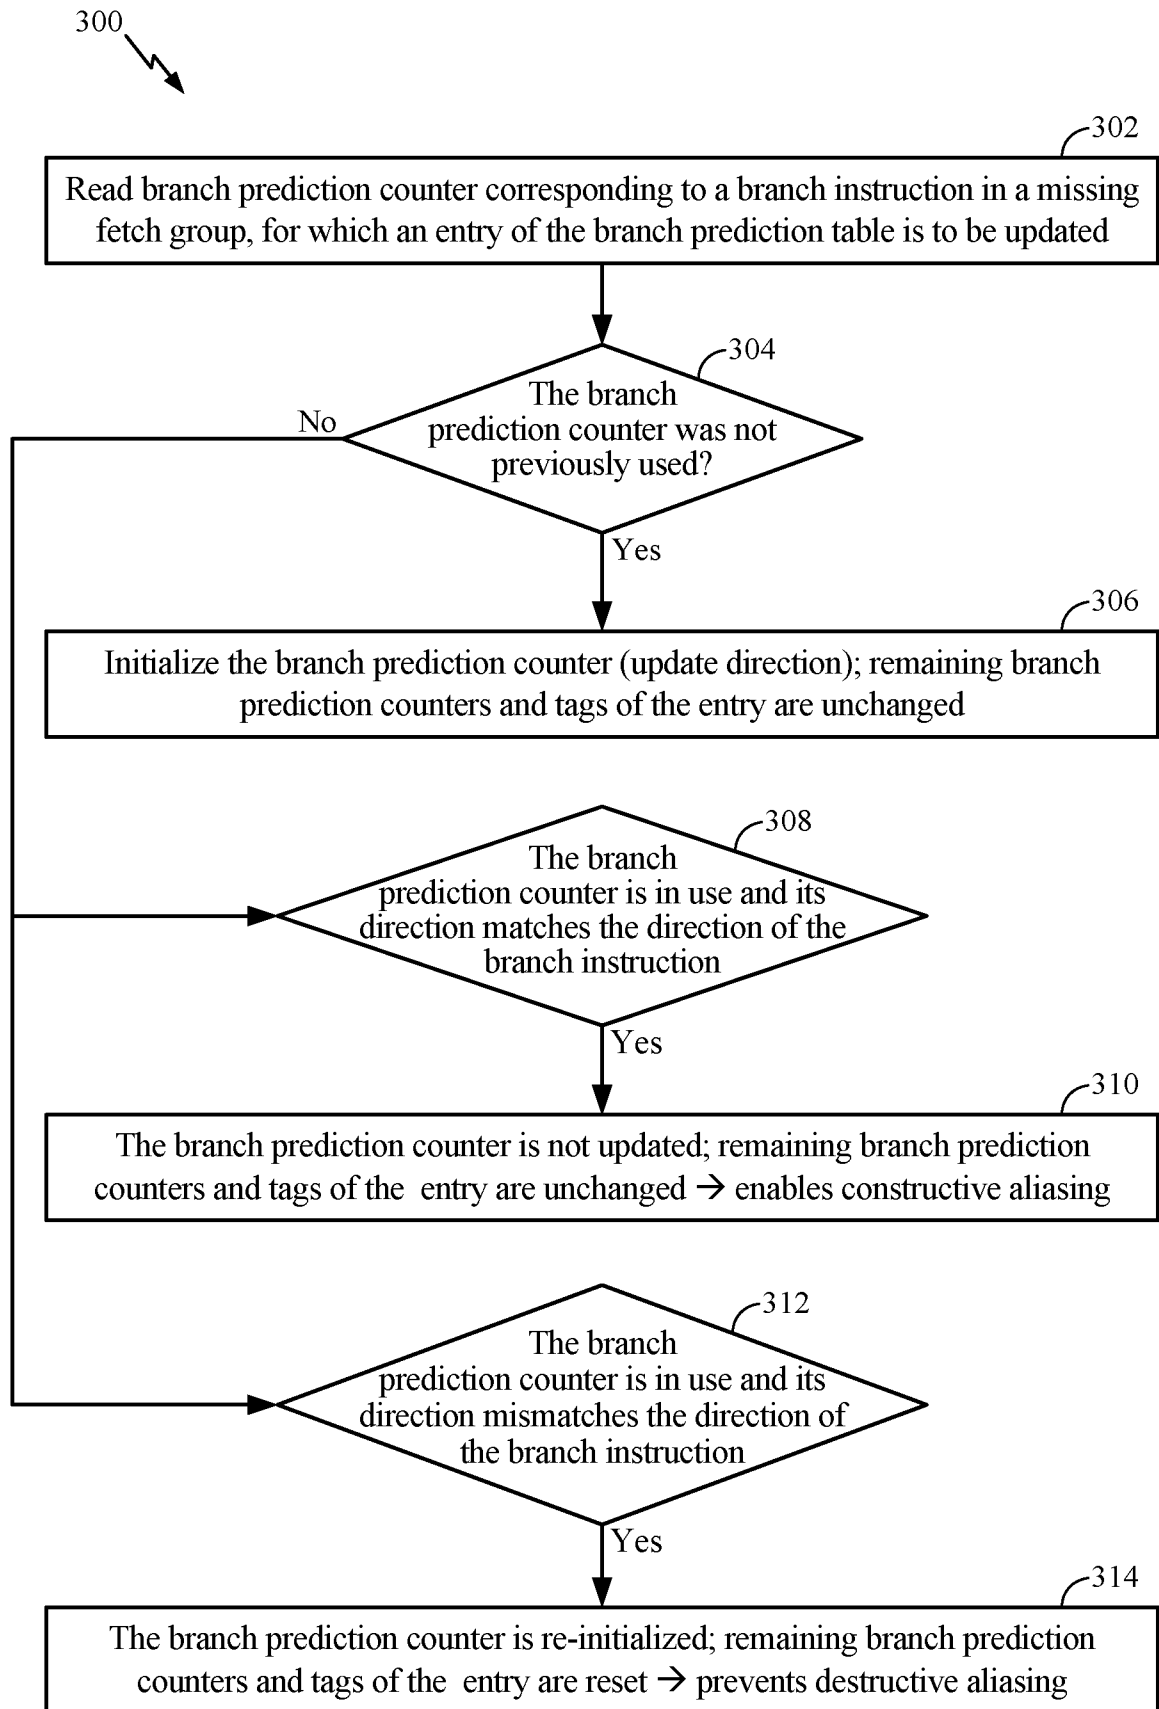 300
302
Read branch prediction counter corresponding to a branch instruction in a missing
fetch group, for which an entry of the branch prediction table is to be updated
304
The branch
prediction counter was not
previously used?
No
Yes
306
Initialize the branch prediction counter (update direction); remaining branch
prediction counters and tags of the entry are unchanged
308
The branch
prediction counter is in use and its
direction matches the direction of the
branch instruction
Yes
310
The branch prediction counter is not updated; remaining branch prediction
counters and tags of the entry are unchanged → enables constructive aliasing
312
The branch
prediction counter is in use and its
direction mismatches the direction of
the branch instruction
Yes
314
The branch prediction counter is re-initialized; remaining branch prediction
counters and tags of the entry are reset → prevents destructive aliasing